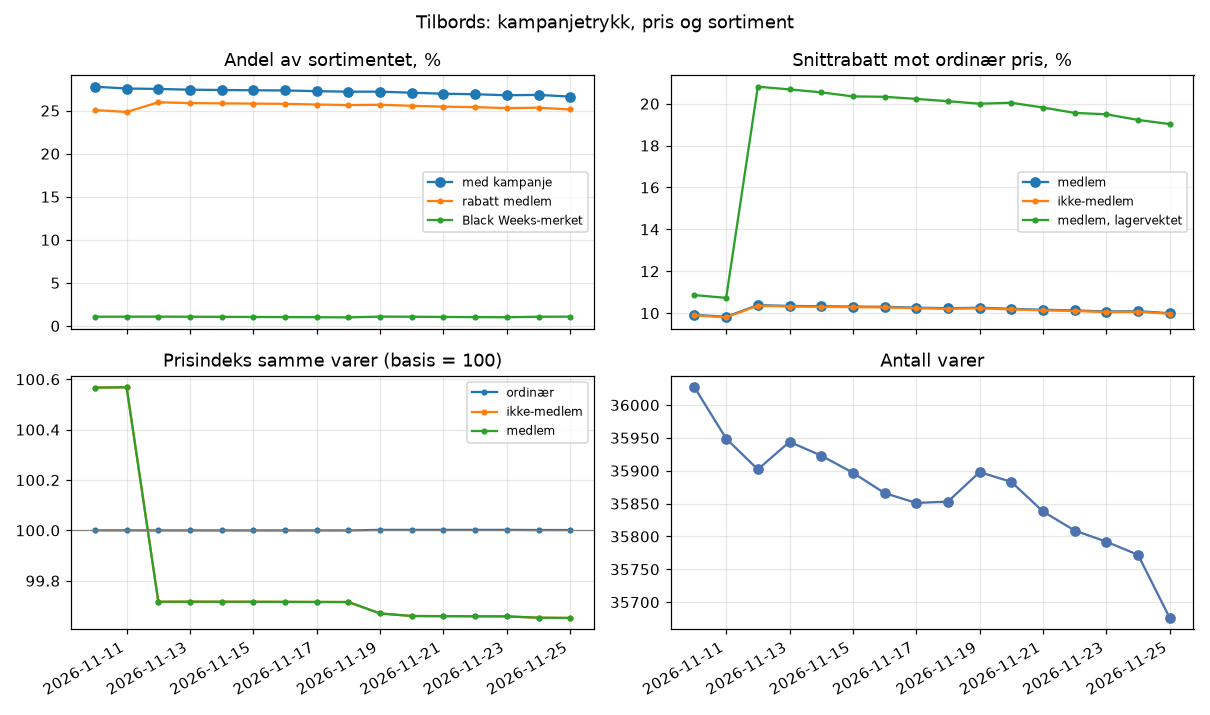 Tilbords: kampanjetrykk, pris og sortiment
Andel av sortimentet, %
25
20
15
10
5
0
med kampanje
rabatt medlem
Black Weeks-merket
Snittrabatt mot ordinær pris, %
20
18
16
14
12
10
medlem
ikke-medlem
medlem, lagervektet
Prisindeks samme varer (basis = 100)
100.6
100.4
100.2
100.0
99.8
ordinær
ikke-medlem
medlem
2026-11-11
2026-11-13
2026-11-15
2026-11-17
2026-11-19
2026-11-21
2026-11-23
2026-11-25
Antall varer
36000
35950
35900
35850
35800
35750
35700
2026-11-11
2026-11-13
2026-11-15
2026-11-17
2026-11-19
2026-11-21
2026-11-23
2026-11-25